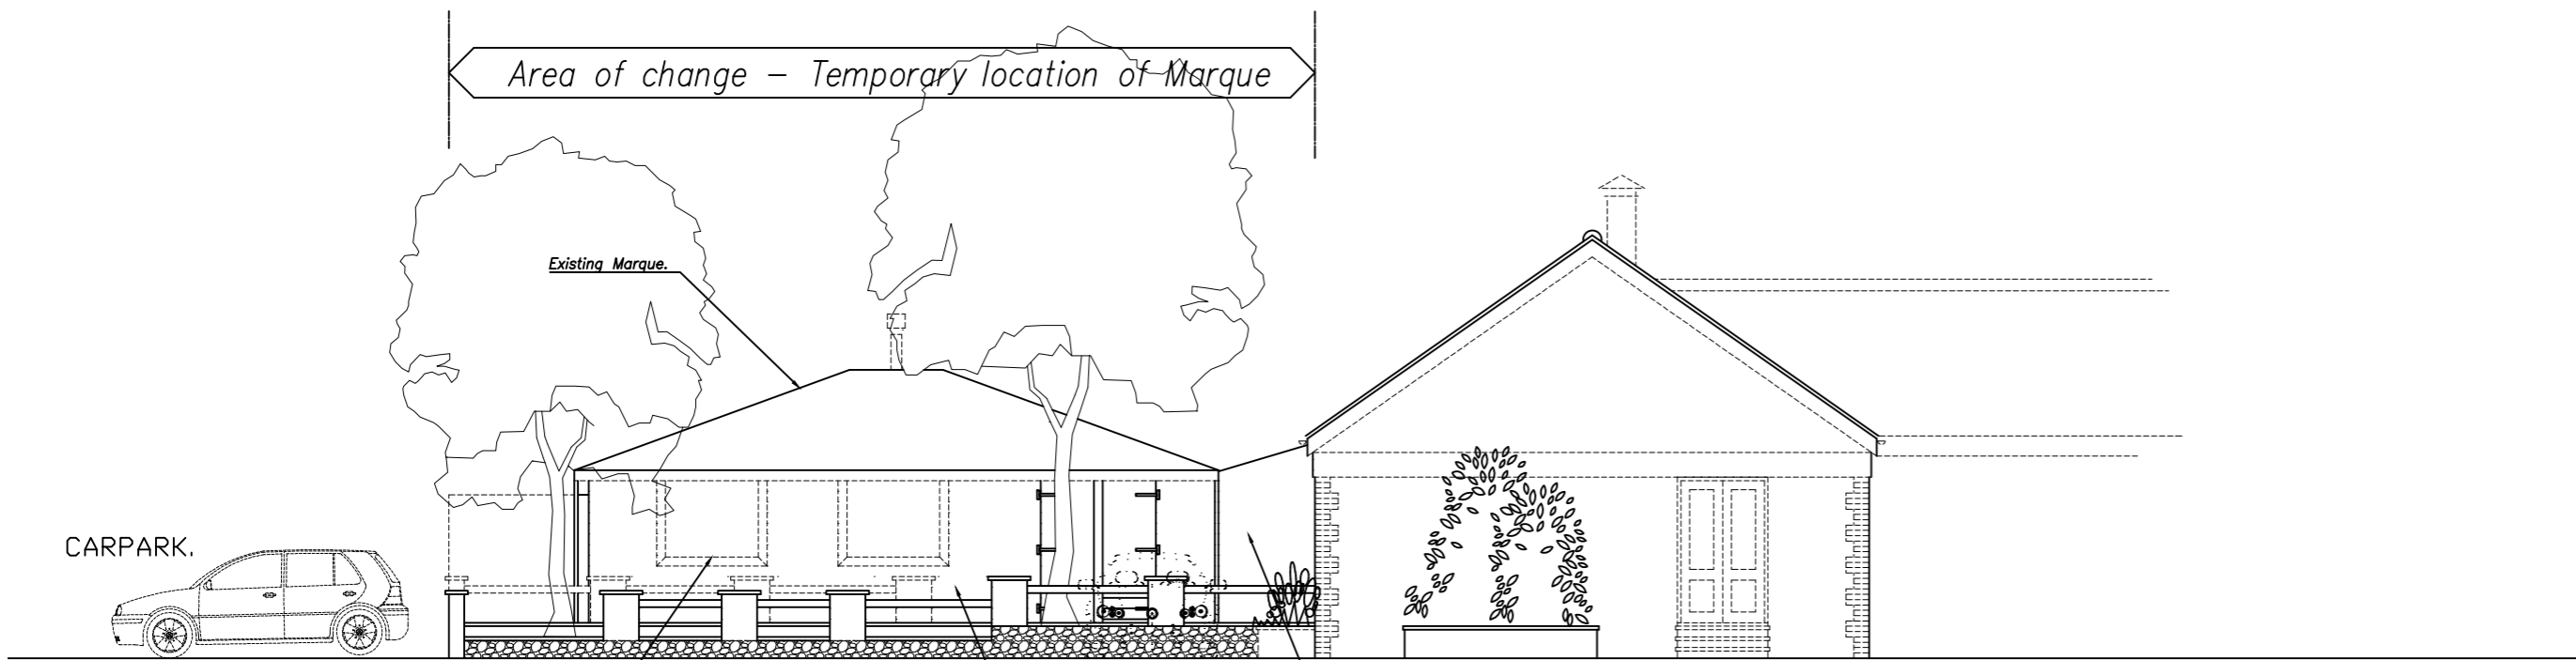 Area of change - Temporary location of Marque
Existing Marque.
CARPARK.